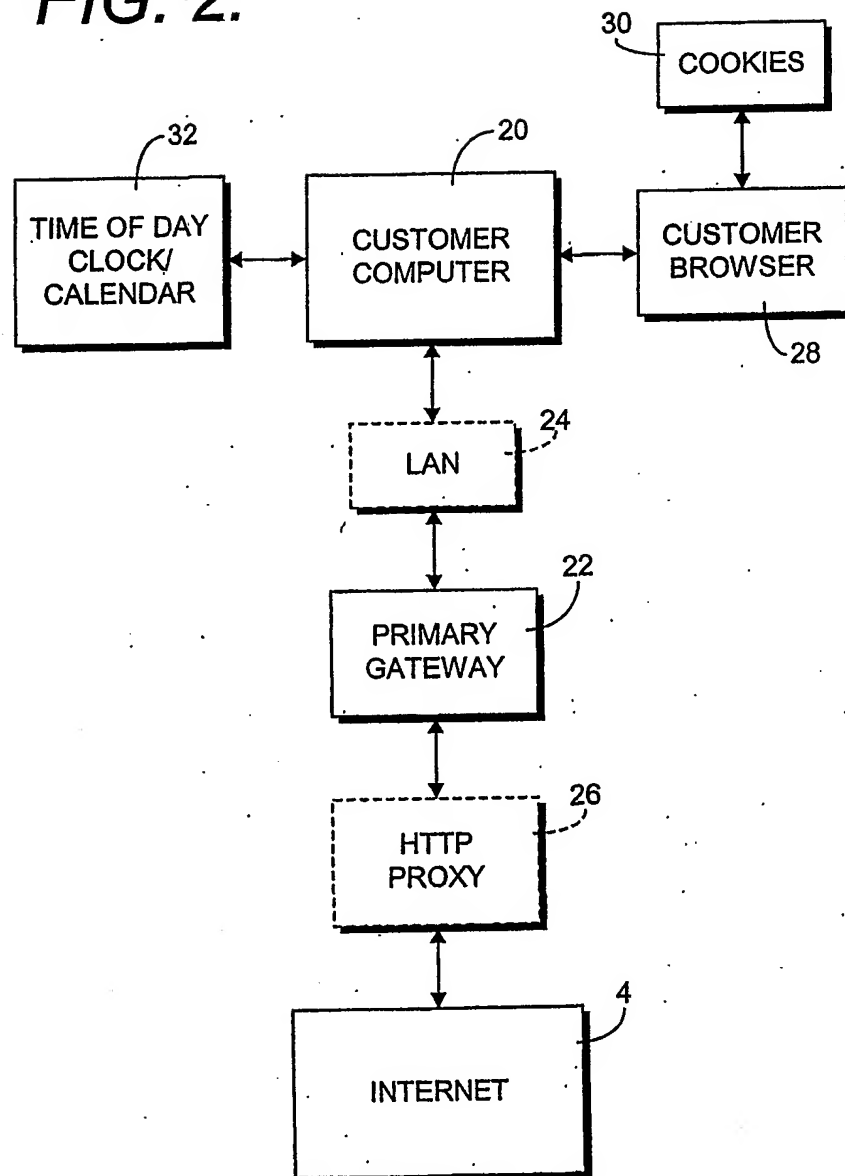 FIG. 2.
30
COOKIES
32
20
TIME OF DAY
CLOCK/
CALENDAR
CUSTOMER
COMPUTER
CUSTOMER
BROWSER
28
24
LAN
22
PRIMARY
GATEWAY
26
HTTP
PROXY
4
INTERNET